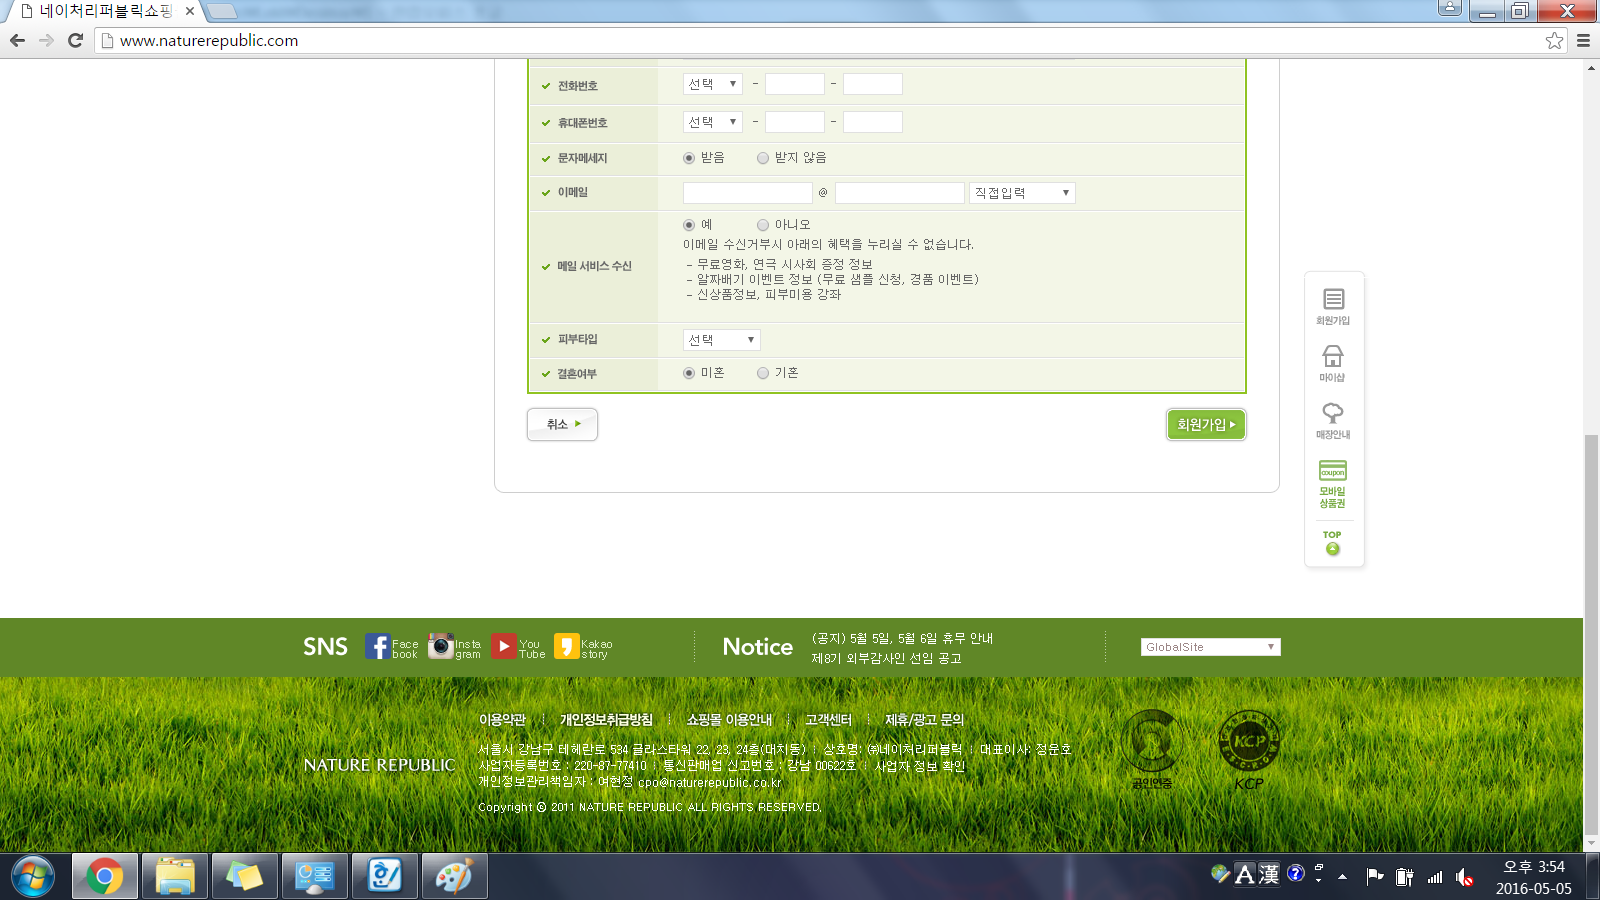 네이처리퍼블릭쇼핑
www.naturerepublic.com
전화번호 선택 - -
휴대폰번호 선택 - -
문자메세지 받음 받지 않음
이메일 @ 직접입력
메일 서비스 수신 예 아니오
이메일 수신거부시 아래의 혜택을 누리실 수 없습니다.
- 무료영화, 연극 시사회 증정 정보
- 알짜배기 이벤트 정보 (무료 샘플 신청, 경품 이벤트)
- 신상품정보, 피부미용 강좌
피부타입 선택
결혼여부 미혼 기혼
취소 회원가입
회원가입
마이샵
매장안내
coupon
모바일
상품권
TOP
SNS Face book Insta gram You Tube Kakao story
Notice (공지) 5월 5일, 5월 6일 휴무 안내
제8기 외부감사인 선임 공고
GlobalSite
이용약관 개인정보취급방침 쇼핑몰 이용안내 고객센터 제휴/광고 문의
NATURE REPUBLIC
서울시 강남구 테헤란로 534 글라스타워 22, 23, 24층(대치동) 상호명: ㈜네이처리퍼블릭 대표이사: 정운호
사업자등록번호 : 220-87-77410 통신판매업 신고번호 : 강남 00622호 사업자 정보 확인
개인정보관리책임자 : 여현정 cpo@naturerepublic.co.kr
Copyright © 2011 NATURE REPUBLIC ALL RIGHTS RESERVED.
공인인증
KCP
KCP
A 漢
오후 3:54
2016-05-05